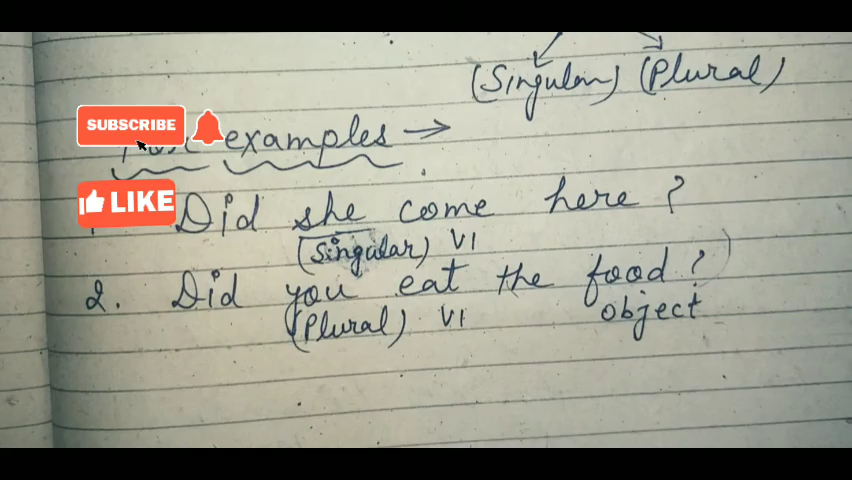 (Singular) (Plural)
SUBSCRIBE
examples →
LIKE
Did she come here ?
(Singular) V1
2. Did you eat the food ?
(Plural) V1 object